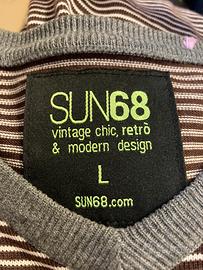 SUN68
vintage chic, retrò
& modern design
L
SUN68.com